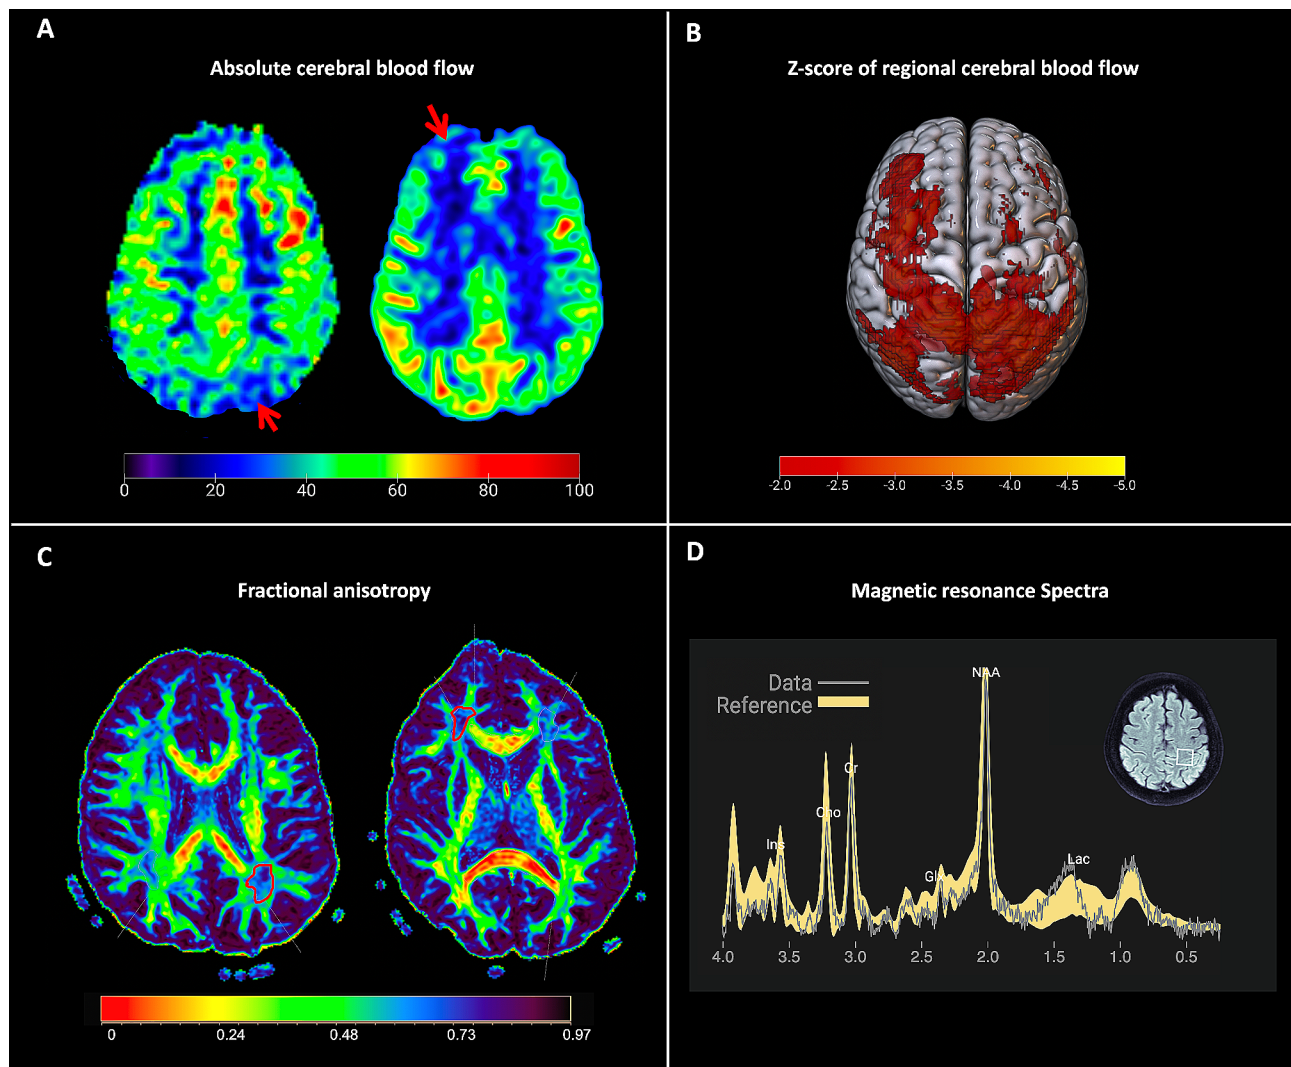 A
Absolute cerebral blood flow
0 20 40 60 80 100
B
Z-score of regional cerebral blood flow
-2.0 -2.5 -3.0 -3.5 -4.0 -4.5 -5.0
C
Fractional anisotropy
0 0.24 0.48 0.73 0.97
D
Magnetic resonance Spectra
Data
Reference
NAA
Cr
Cho
Ins
Lac
4.0 3.5 3.0 2.5 2.0 1.5 1.0 0.5